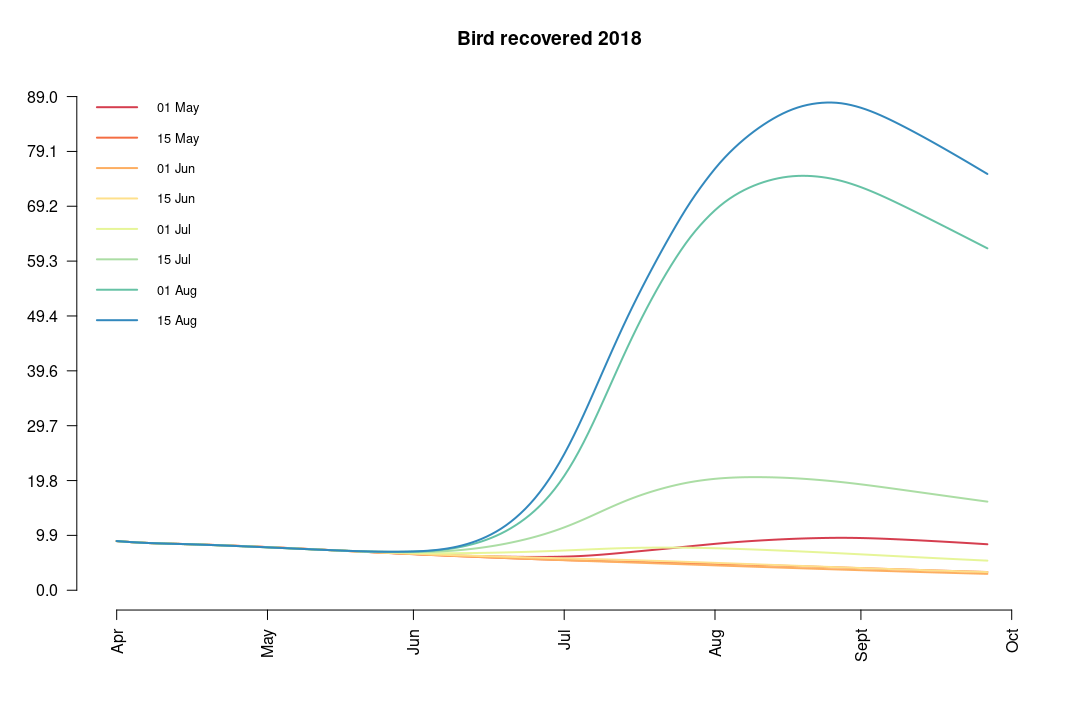 Bird recovered 2018
89.0
79.1
69.2
59.3
49.4
39.6
29.7
19.8
9.9
0.0
01 May
15 May
01 Jun
15 Jun
01 Jul
15 Jul
01 Aug
15 Aug
Apr
May
Jun
Jul
Aug
Sept
Oct